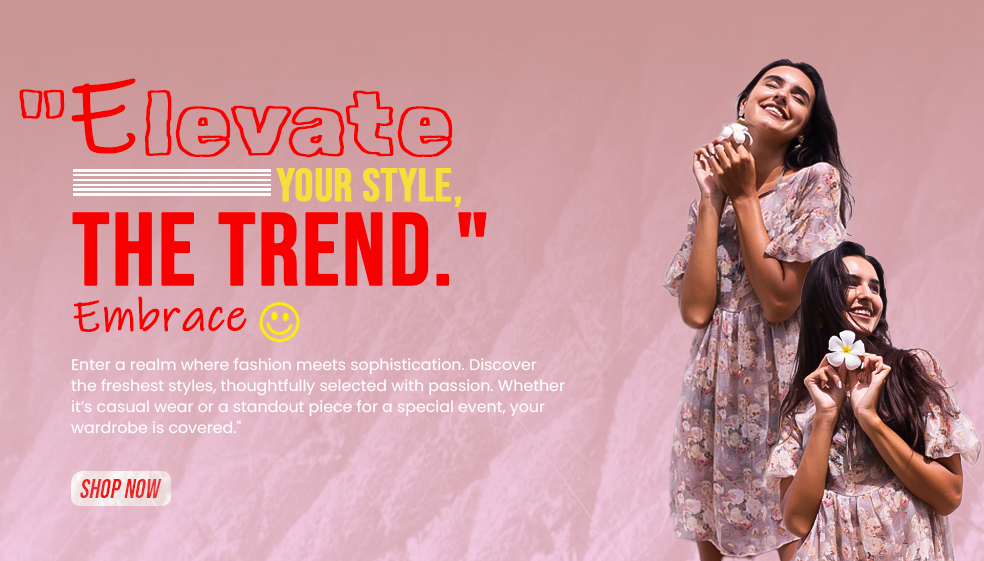 "Elevate
YOUR STYLE,
THE TREND."
Embrace
Enter a realm where fashion meets sophistication. Discover
the freshest styles, thoughtfully selected with passion. Whether
it’s casual wear or a standout piece for a special event, your
wardrobe is covered."
SHOP NOW